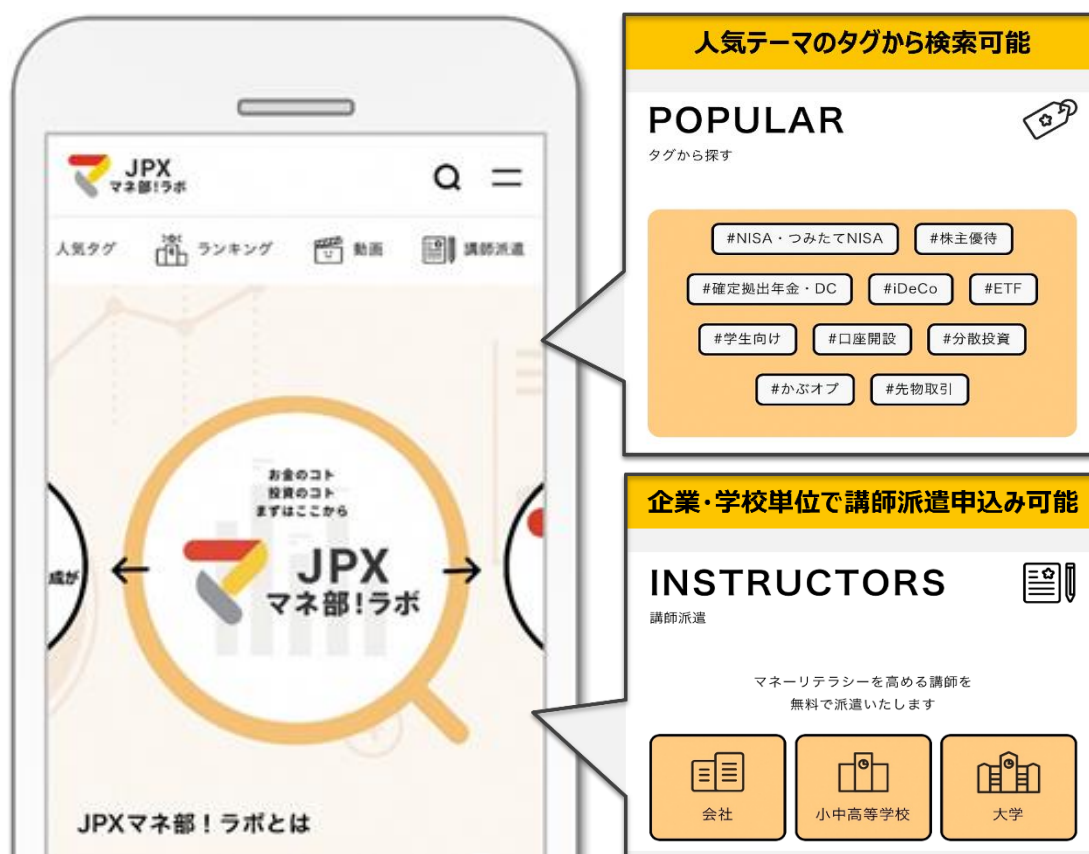 JPX
マネ部!ラボ
人気タグ
ランキング
動画
講師派遣
お金のコト
投資のコト
まずはここから
成が
JPX
マネ部!ラボ
JPXマネ部!ラボとは
人気テーマのタグから検索可能
POPULAR
タグから探す
#NISA・つみたてNISA #株主優待
#確定拠出年金・DC #iDeCo #ETF
#学生向け #口座開設 #分散投資
#かぶオプ #先物取引
企業・学校単位で講師派遣申込み可能
INSTRUCTORS
講師派遣
マネーリテラシーを高める講師を
無料で派遣いたします
会社 小中高等学校 大学